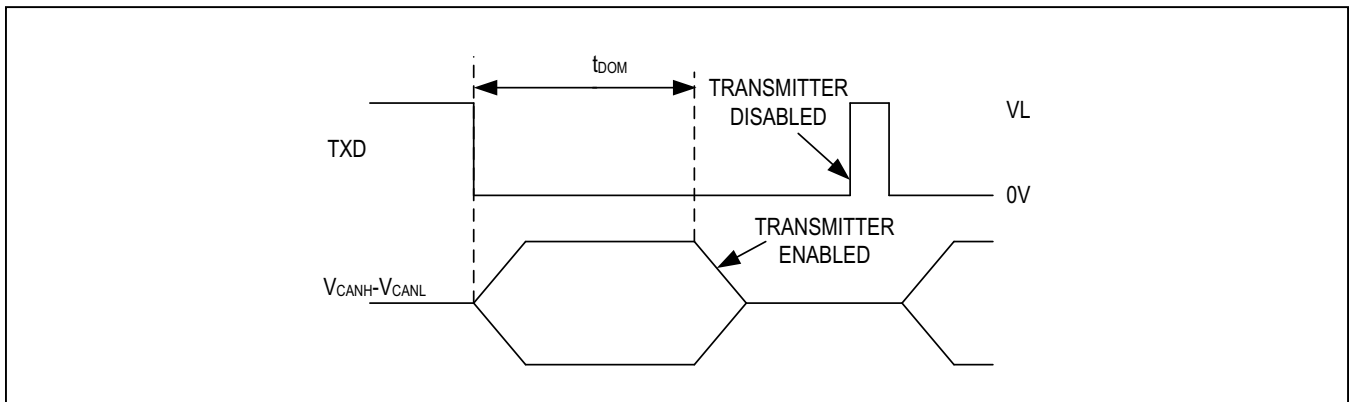 tDOM
TRANSMITTER
DISABLED
VL
TXD
0V
TRANSMITTER
ENABLED
VCANH-VCANL